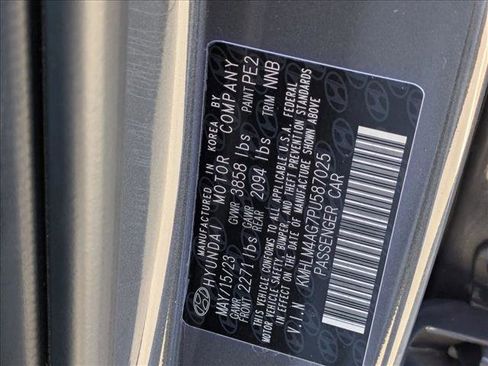 MANUFACTURED IN KOREA BY
HYUNDAI MOTOR COMPANY
MAY/15/23 GVWR 3858 lbs PAINT PE2
GAWR FRONT 2271 lbs GAWR REAR 2094 lbs TRIM NNB
THIS VEHICLE CONFORMS TO ALL APPLICABLE U.S.A. FEDERAL
MOTOR VEHICLE SAFETY, BUMPER, AND THEFT PREVENTION STANDARDS
IN EFFECT ON THE DATE OF MANUFACTURE SHOWN ABOVE
V.I.N KMHLM4AG7PU587025
PASSENGER CAR